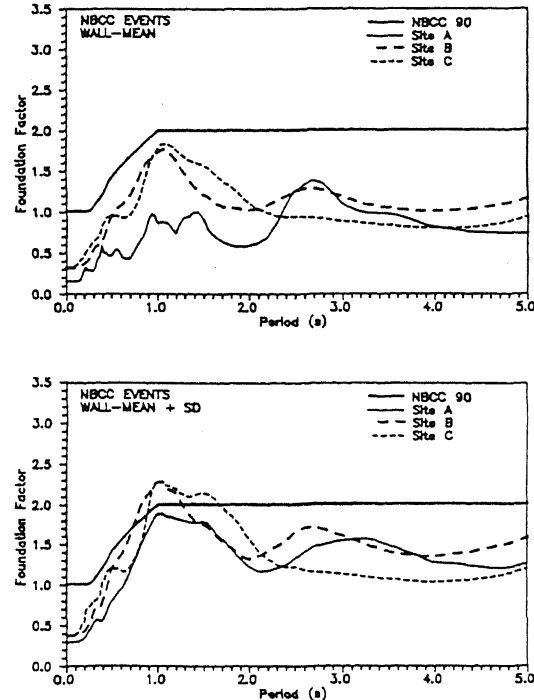 NBCC EVENTS
WALL-MEAN
NBCC 90
Site A
Site B
Site C
Foundation Factor
3.5
3.0
2.5
2.0
1.5
1.0
0.5
0.0
0.0 1.0 2.0 3.0 4.0 5.0
Period (s)
NBCC EVENTS
WALL-MEAN + SD
NBCC 90
Site A
Site B
Site C
Foundation Factor
3.5
3.0
2.5
2.0
1.5
1.0
0.5
0.0
0.0 1.0 2.0 3.0 4.0 5.0
Period (s)